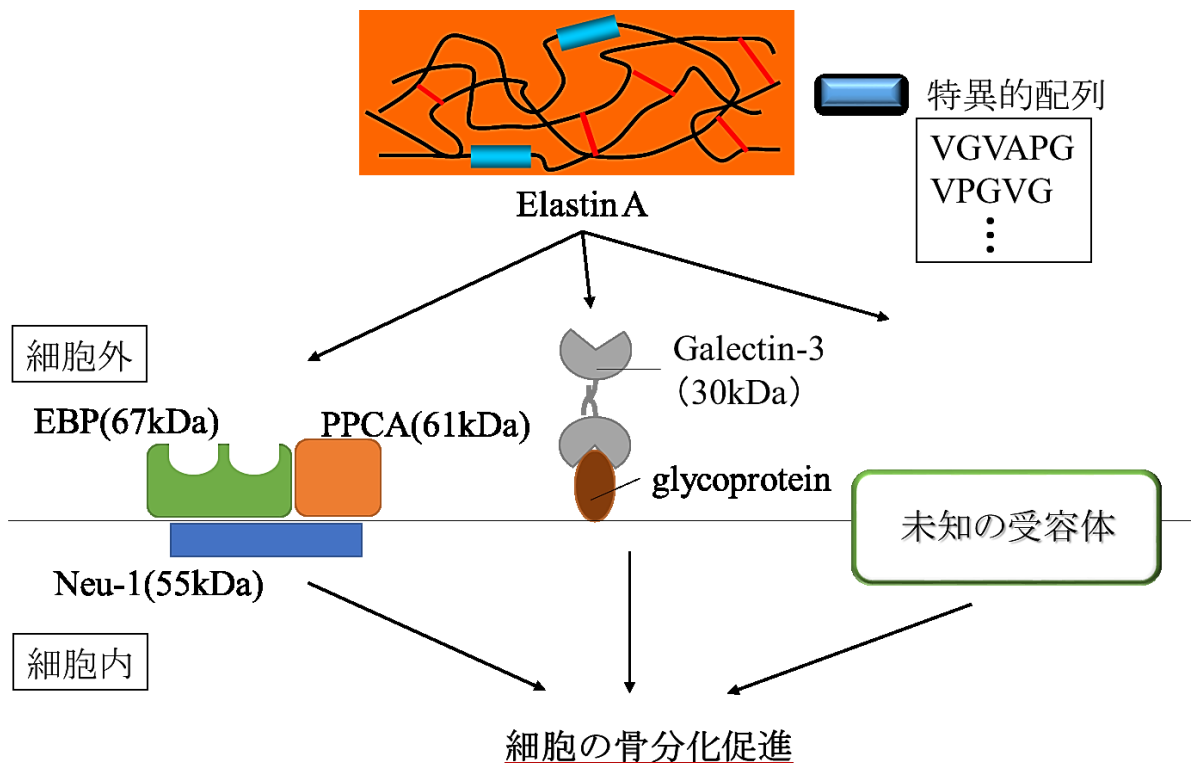 特異的配列
VGVAPG
VPGVG
⋮
Elastin A
細胞外
Galectin-3
（30kDa）
EBP(67kDa)
PPCA(61kDa)
glycoprotein
未知の受容体
Neu-1(55kDa)
細胞内
細胞の骨分化促進